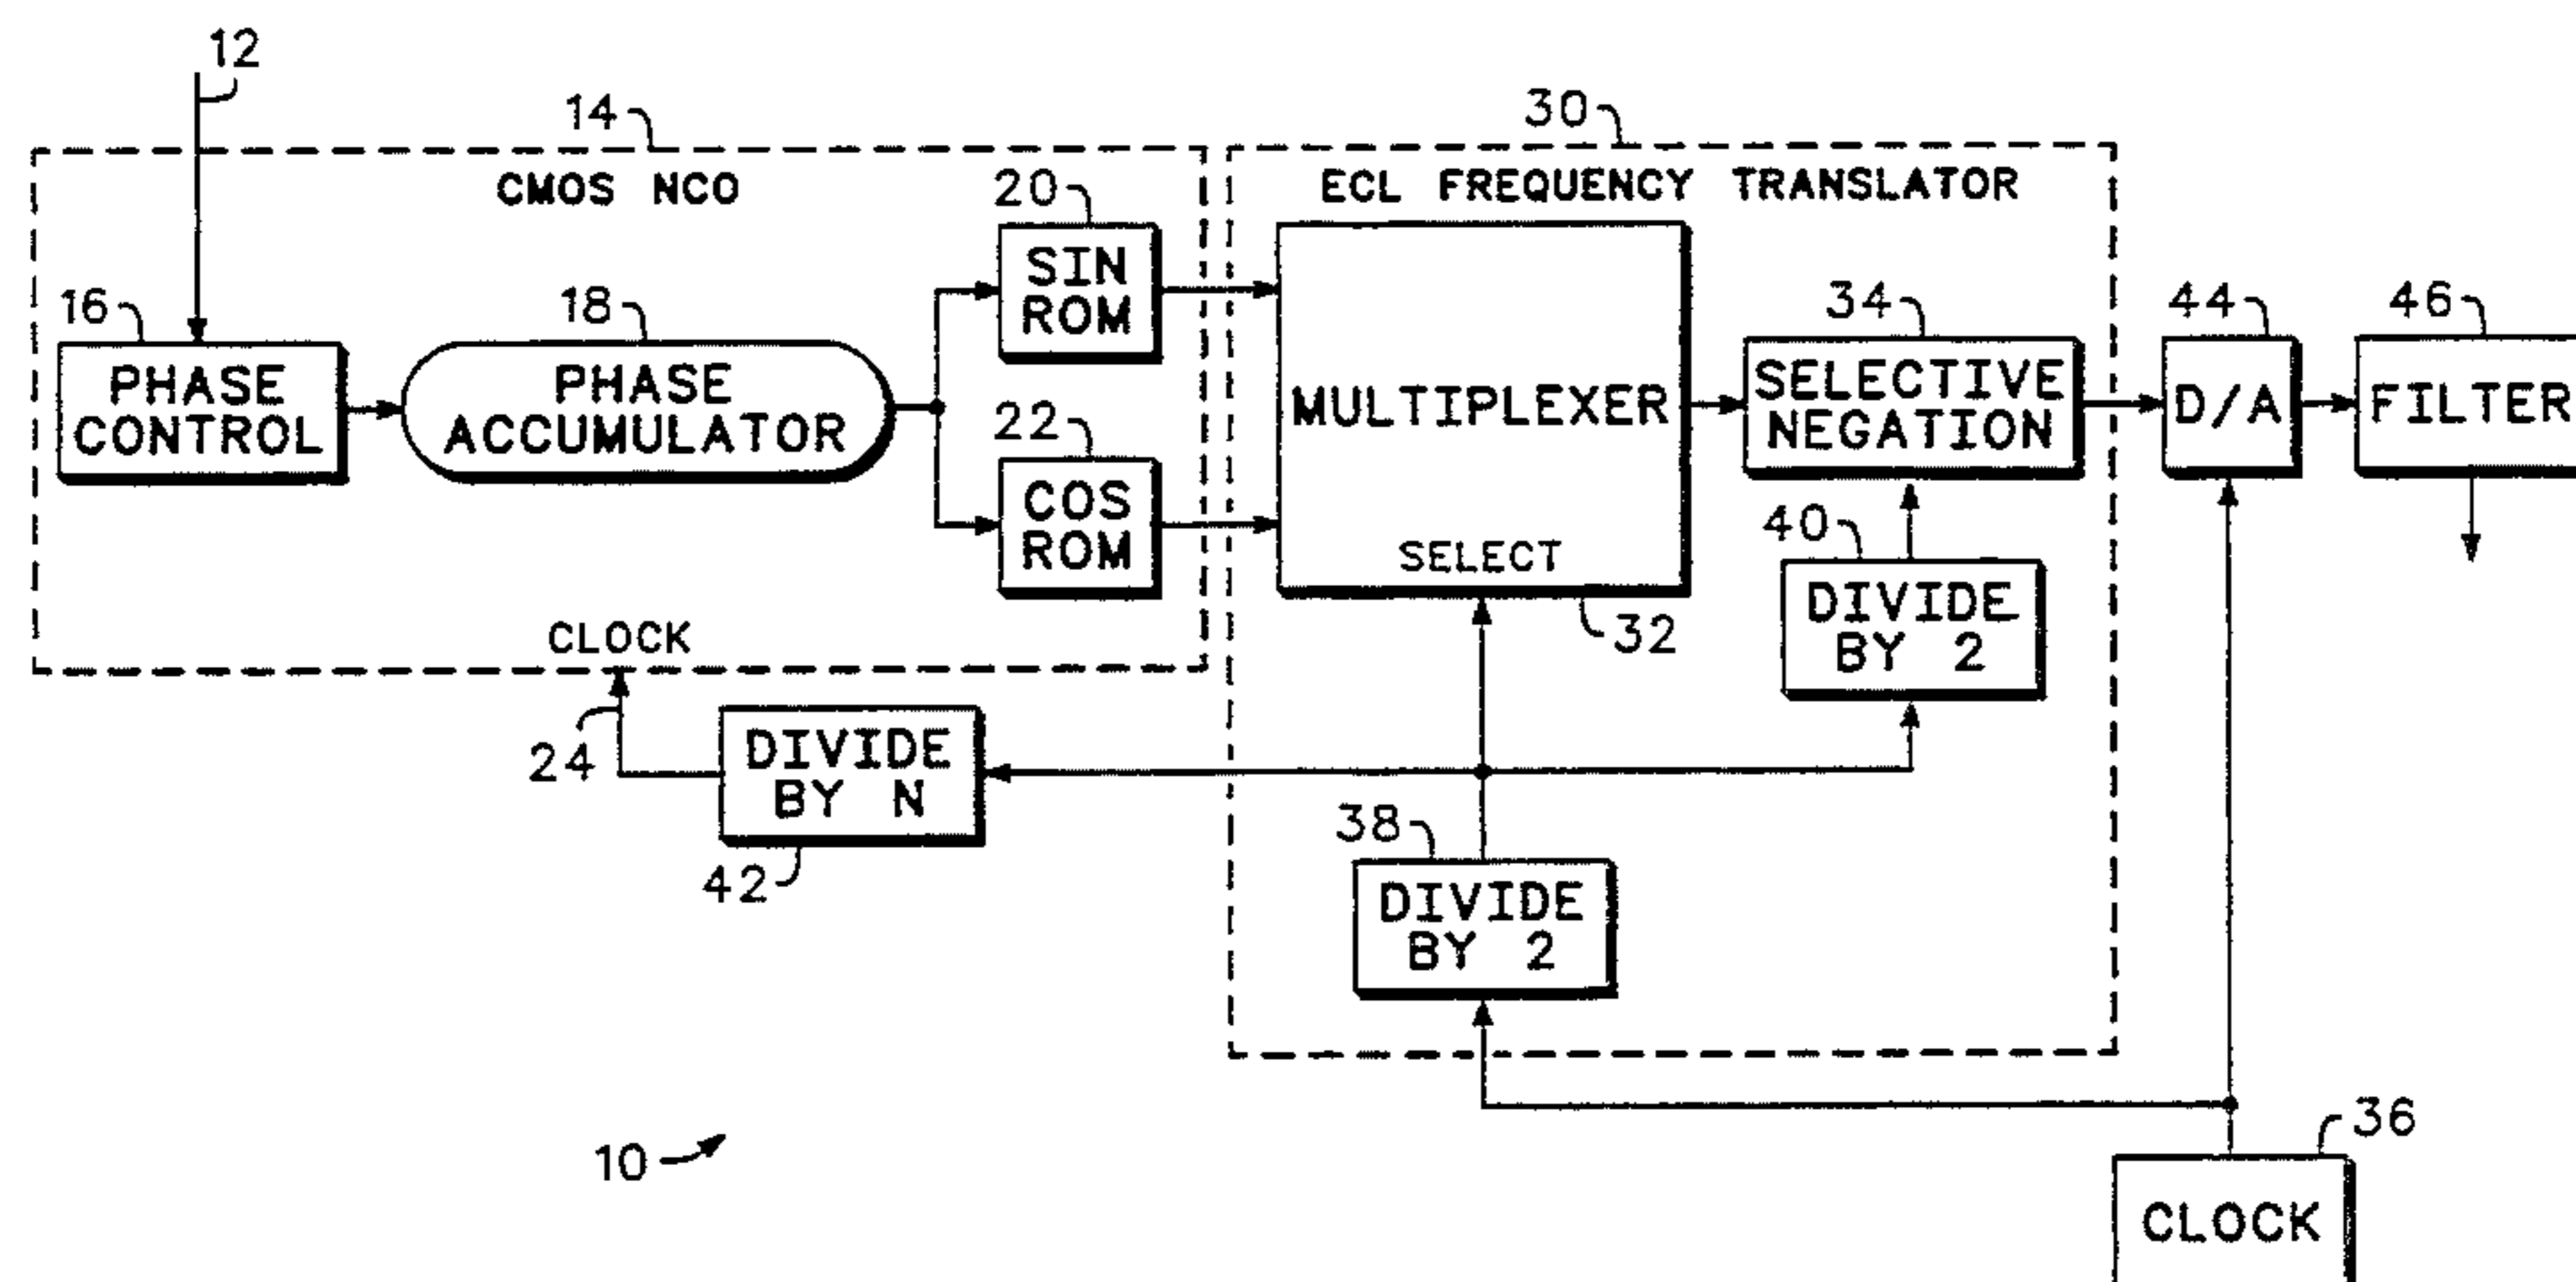 12
14
30
CMOS NCO
ECL FREQUENCY TRANSLATOR
20
SIN
ROM
16
18
34
44
46
PHASE
CONTROL
PHASE
ACCUMULATOR
MULTIPLEXER
SELECTIVE
NEGATION
D/A
FILTER
22
COS
ROM
SELECT
40
DIVIDE
BY 2
32
CLOCK
24
DIVIDE
BY N
42
38
DIVIDE
BY 2
10
36
CLOCK